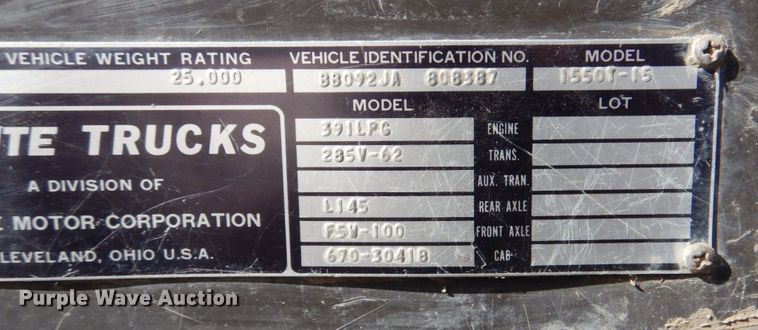 VEHICLE WEIGHT RATING VEHICLE IDENTIFICATION NO. MODEL
25,000 88092JA 808387 1550T-15
MODEL LOT
391LPG ENGINE
TE TRUCKS
285V-62 TRANS.
A DIVISION OF
AUX. TRAN.
L145 REAR AXLE
MOTOR CORPORATION
F5W-100 FRONT AXLE
LEVELAND, OHIO U.S.A.
670-3041B CAB
Purple Wave Auction